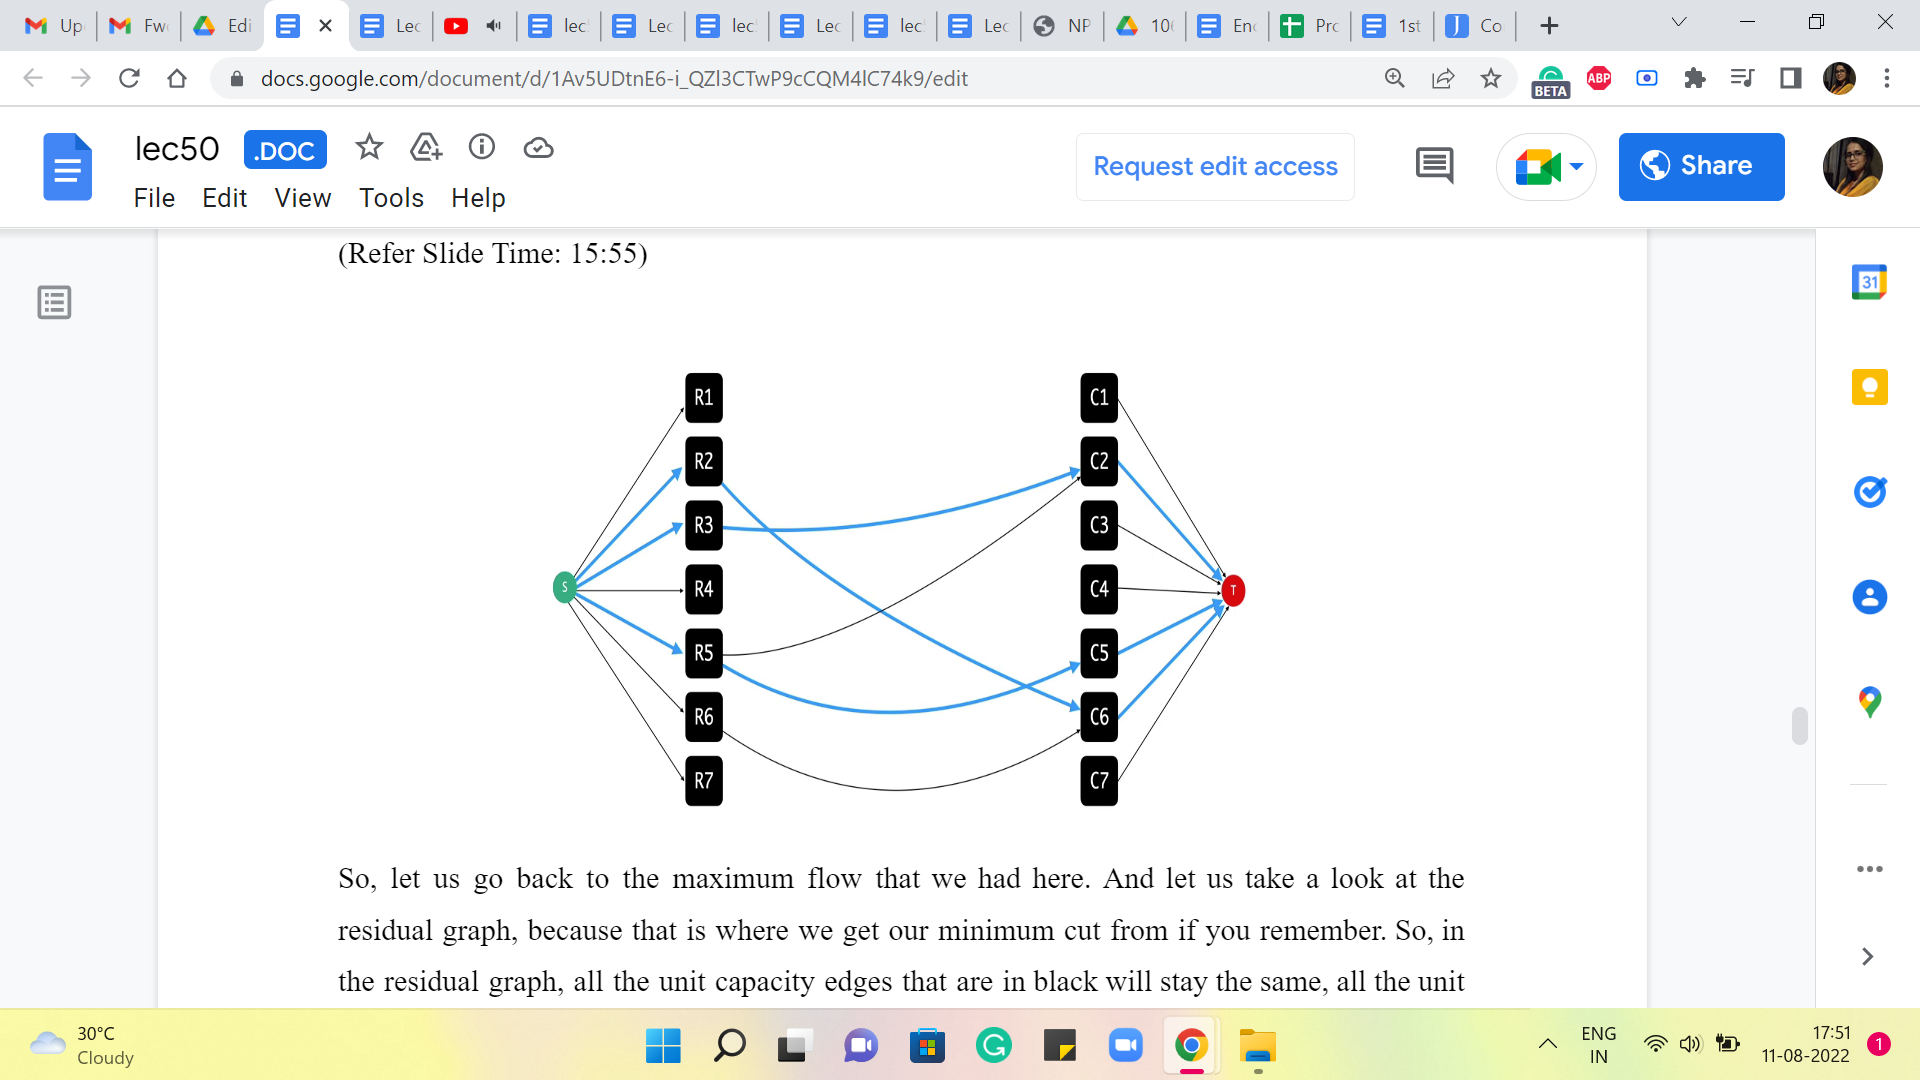 Up
Fwc
Edi
Lec
lec
Lec
lec
Lec
lec
Lec
NP
10
Enc
Prc
1st
Co
docs.google.com/document/d/1Av5UDtnE6-i_QZl3CTwP9cCQM4lC74k9/edit
ABP
BETA
lec50 .DOC
Request edit access
Share
File Edit View Tools Help
31
(Refer Slide Time: 15:55)
R1 C1
R2 C2
R3 C3
S R4 C4 T
R5 C5
R6 C6
R7 C7
So, let us go back to the maximum flow that we had here. And let us take a look at the
residual graph, because that is where we get our minimum cut from if you remember. So, in
the residual graph, all the unit capacity edges that are in black will stay the same, all the unit
30°C
Cloudy
ENG
IN
17:51
11-08-2022
1